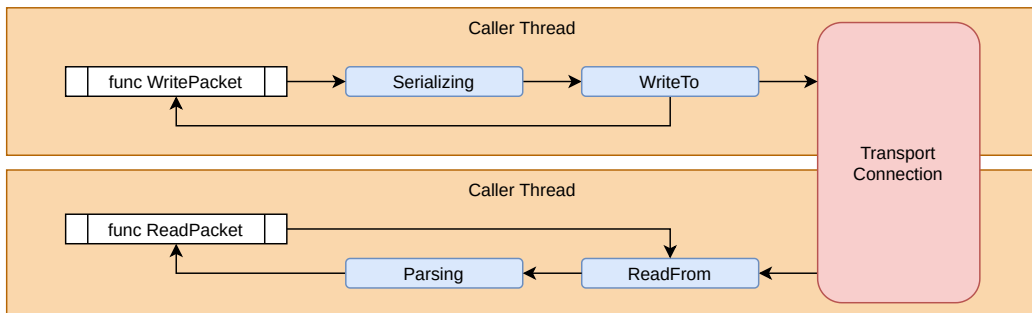 Caller Thread
func WritePacket
Serializing
WriteTo
Transport
Connection
Caller Thread
func ReadPacket
Parsing
ReadFrom